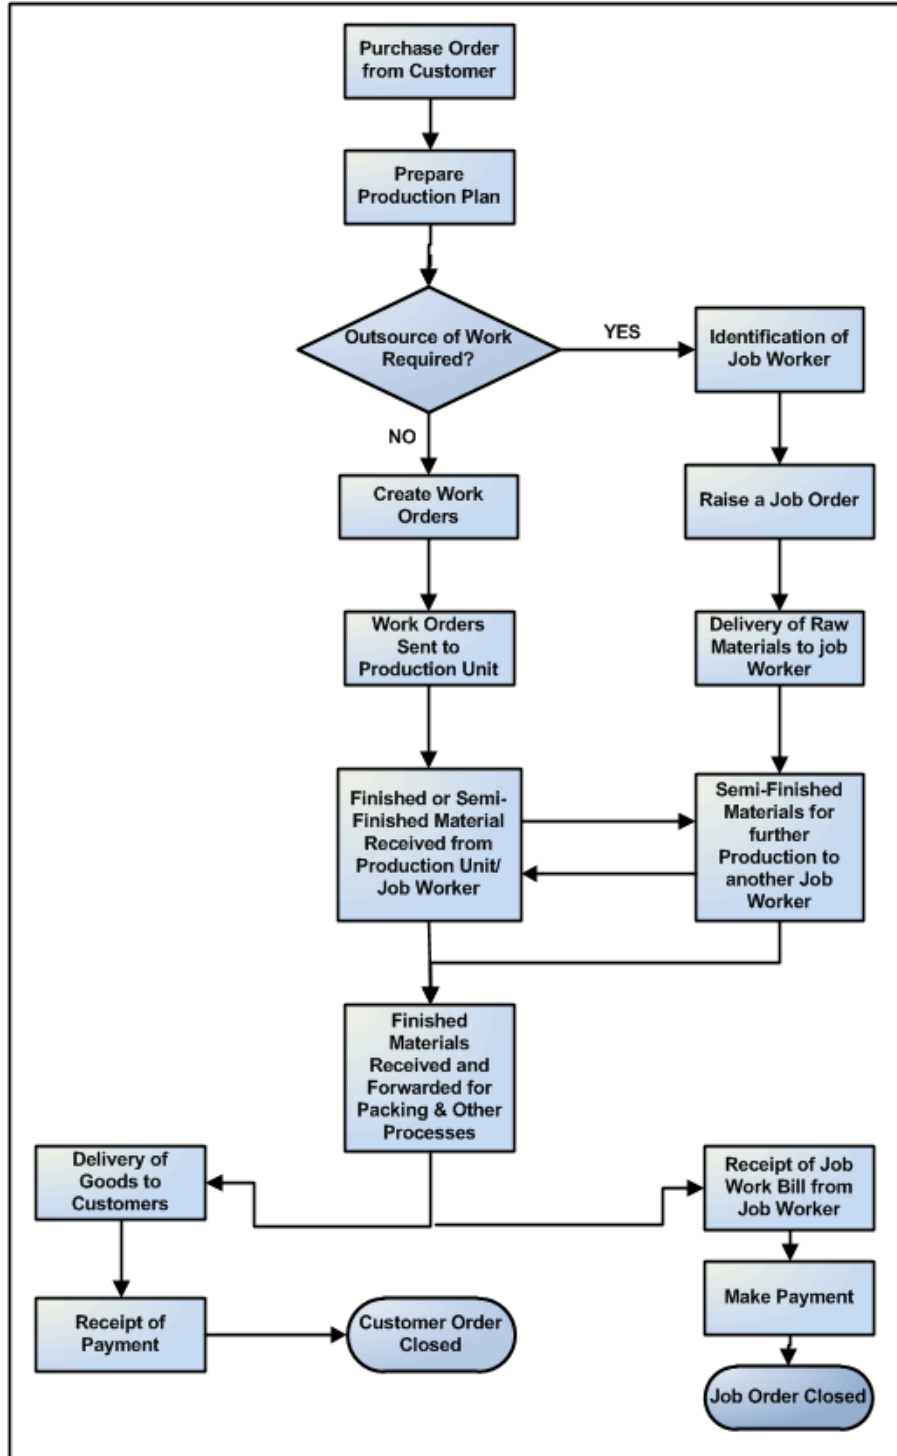 Purchase Order
from Customer
Prepare
Production Plan
Outsource of Work
Required?
YES
Identification of
Job Worker
NO
Create Work
Orders
Raise a Job Order
Work Orders
Sent to
Production Unit
Delivery of Raw
Materials to job
Worker
Finished or Semi-
Finished Material
Received from
Production Unit/
Job Worker
Semi-Finished
Materials for
further
Production to
another Job
Worker
Finished
Materials
Received and
Forwarded for
Packing & Other
Processes
Delivery of
Goods to
Customers
Receipt of Job
Work Bill from
Job Worker
Receipt of
Payment
Customer Order
Closed
Make Payment
Job Order Closed